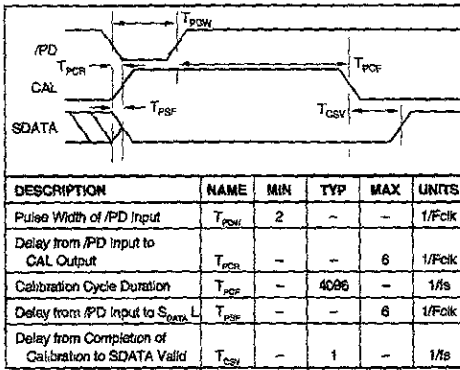 T_PDW
/PD
T_PCR
T_PCF
CAL
T_PSF
T_CSV
SDATA
DESCRIPTION NAME MIN TYP MAX UNITS
Pulse Width of /PD Input T_PDW 2 – – 1/Fclk
Delay from /PD Input to
CAL Output T_PCR – – 6 1/Fclk
Calibration Cycle Duration T_PCF – 4096 – 1/fs
Delay from /PD Input to S_DATA L T_PSF – – 6 1/Fclk
Delay from Completion of
Calibration to SDATA Valid T_CSV – 1 – 1/fs